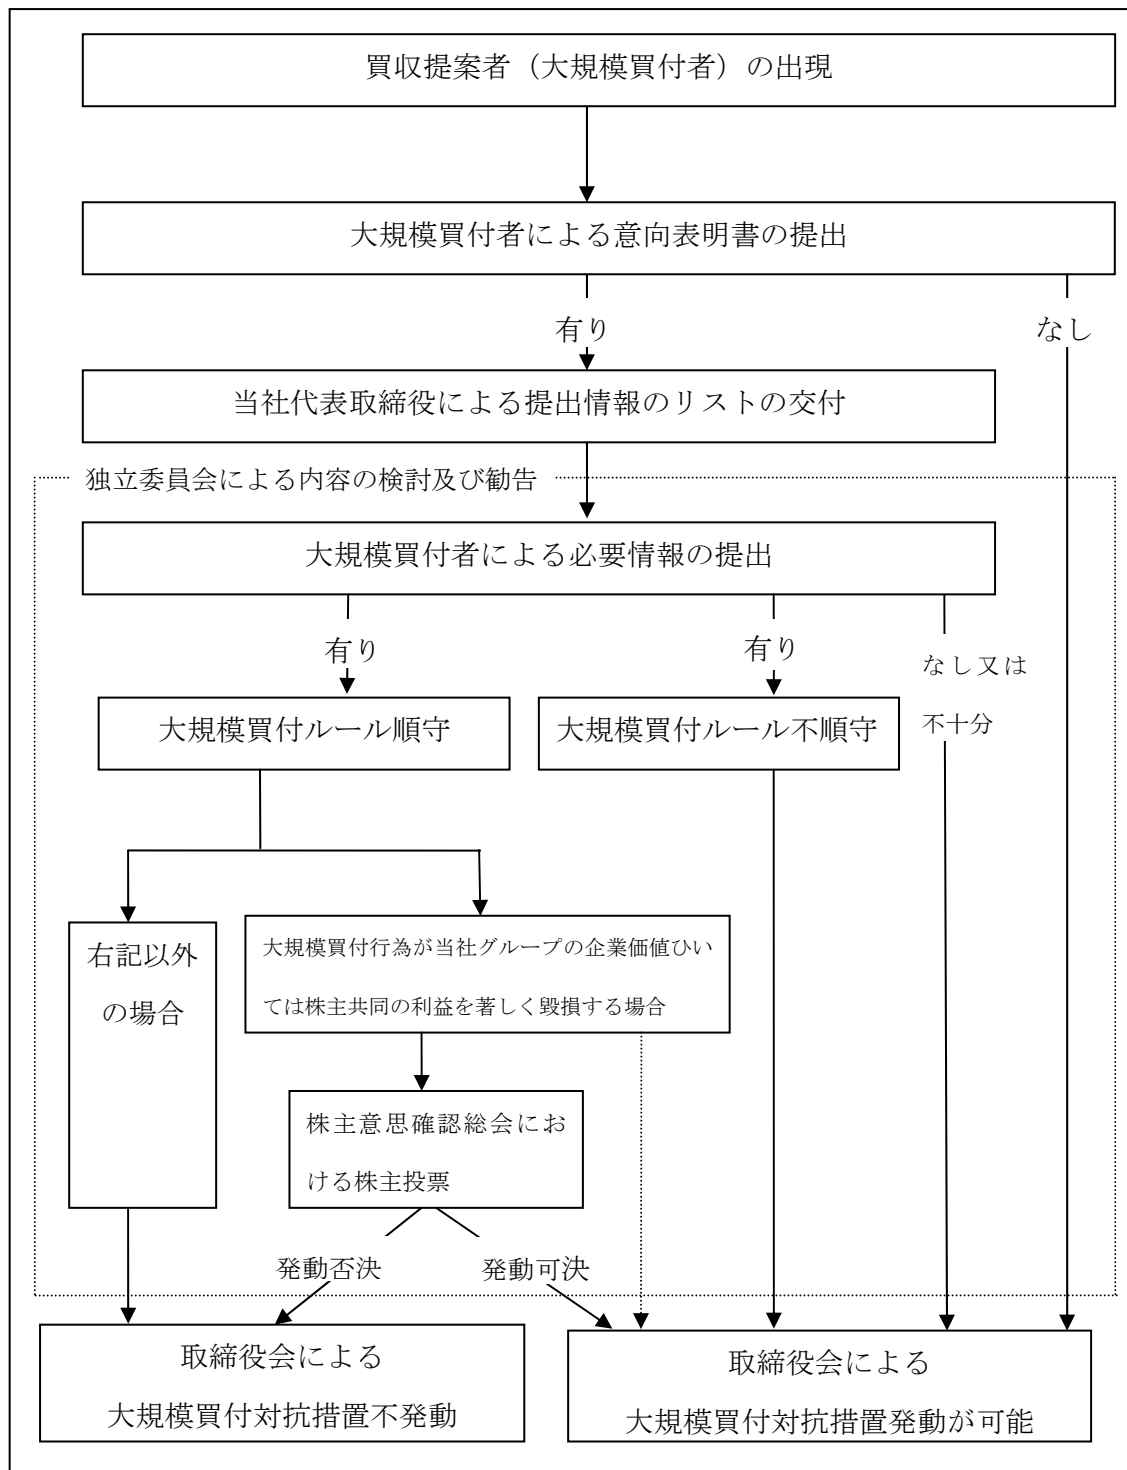 買収提案者（大規模買付者）の出現
大規模買付者による意向表明書の提出
有り
なし
当社代表取締役による提出情報のリストの交付
独立委員会による内容の検討及び勧告
大規模買付者による必要情報の提出
有り
有り
なし又は
不十分
大規模買付ルール順守
大規模買付ルール不順守
右記以外
の場合
大規模買付行為が当社グループの企業価値ひい
ては株主共同の利益を著しく毀損する場合
株主意思確認総会にお
ける株主投票
発動否決
発動可決
取締役会による
大規模買付対抗措置不発動
取締役会による
大規模買付対抗措置発動が可能